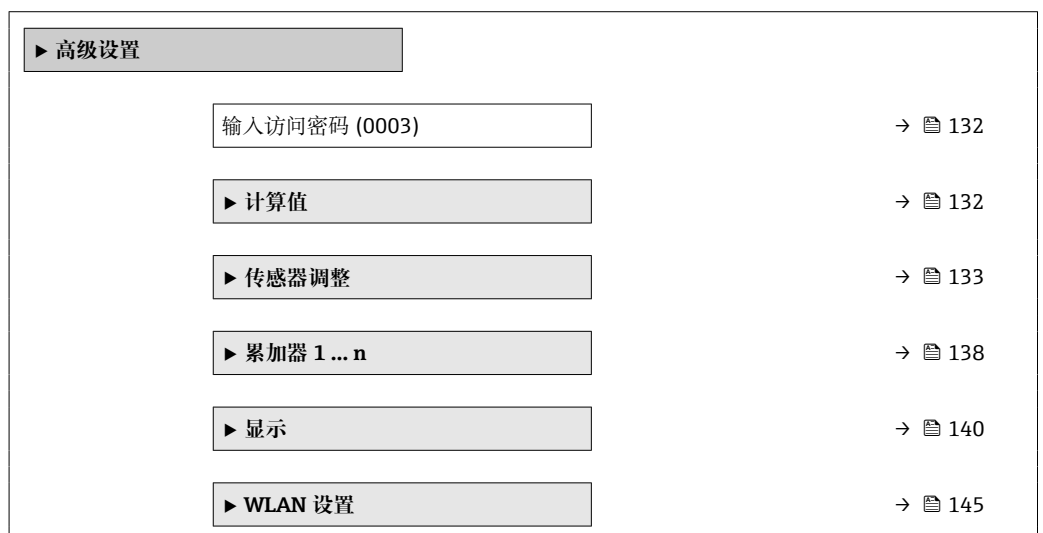 ▶ 高级设置
输入访问密码 (0003) → 132
▶ 计算值 → 132
▶ 传感器调整 → 133
▶ 累加器 1 ... n → 138
▶ 显示 → 140
▶ WLAN 设置 → 145